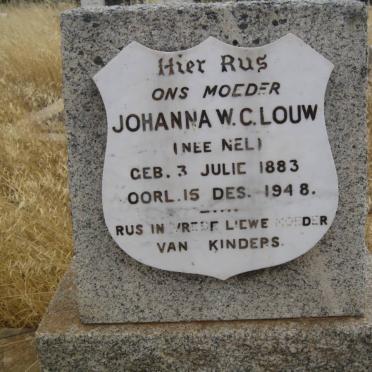 Hier Rus
ONS MOEDER
JOHANNA W. C. LOUW
(NEE NEL)
GEB. 3 JULIE 1883
OORL. 15 DES. 1948.
RUS IN VREDE L'EWE MOEDER
VAN KINDERS.